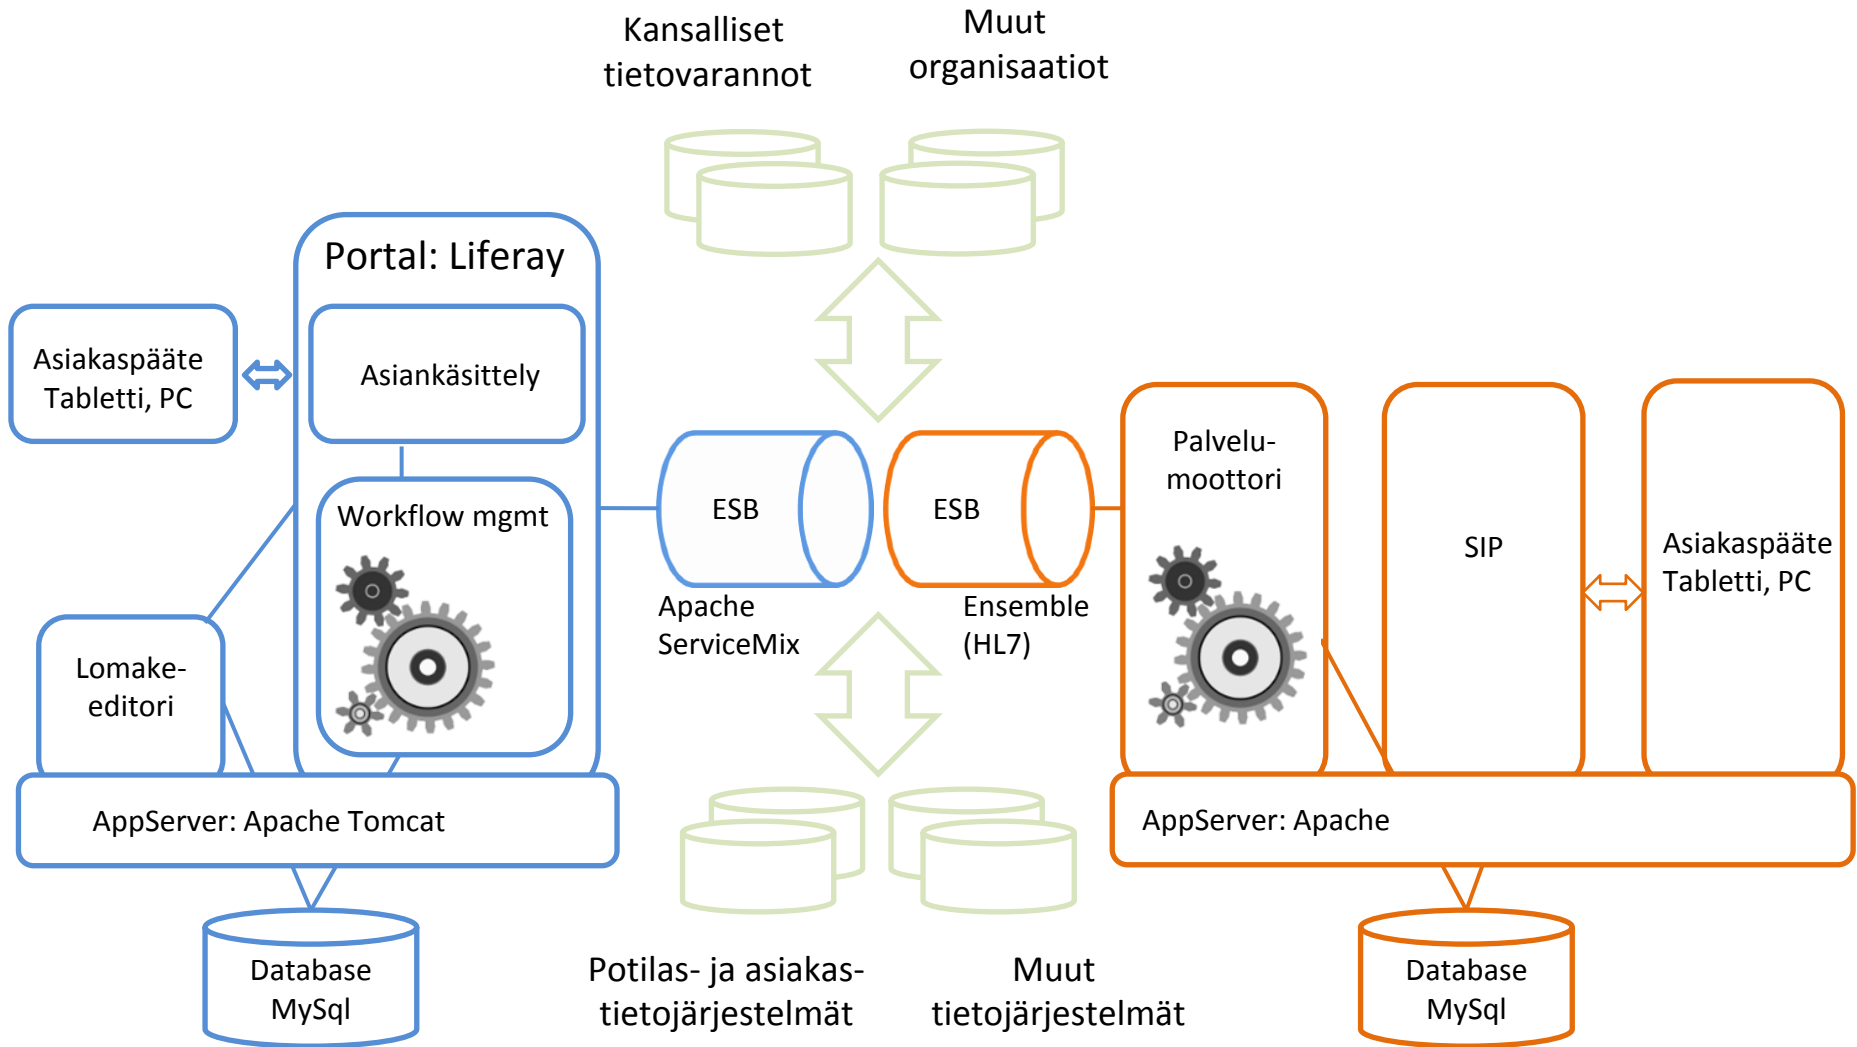 Kansalliset
tietovarannot
Muut
organisaatiot
Portal: Liferay
Asiakaspääte
Tabletti, PC
Asiankäsittely
Workflow mgmt
Lomake-
editori
AppServer: Apache Tomcat
Database
MySql
ESB
Apache
ServiceMix
ESB
Ensemble
(HL7)
Palvelu-
moottori
SIP
Asiakaspääte
Tabletti, PC
AppServer: Apache
Database
MySql
Potilas- ja asiakas-
tietojärjestelmät
Muut
tietojärjestelmät